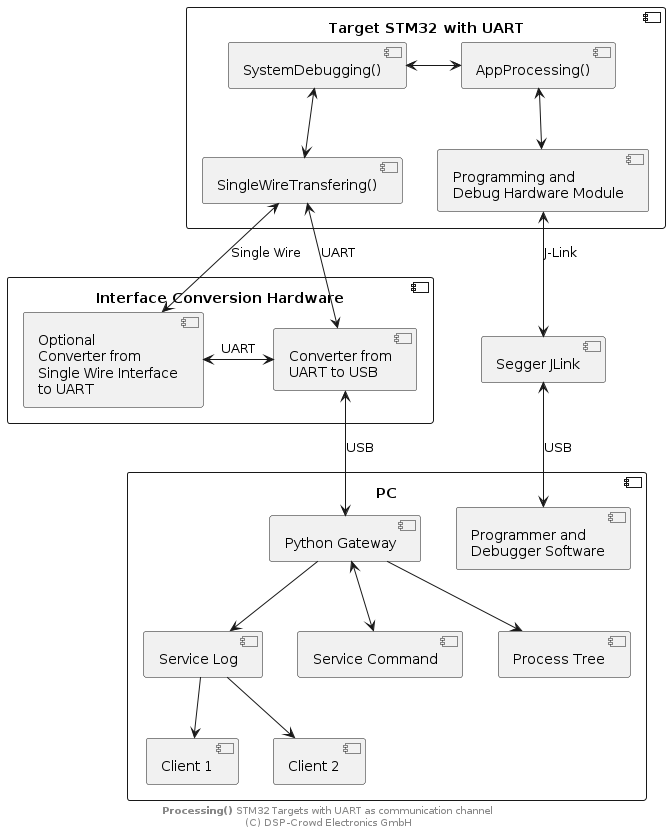 Target STM32 with UART
SystemDebugging()
AppProcessing()
SingleWireTransfering()
Programming and
Debug Hardware Module
Single Wire
UART
J-Link
Interface Conversion Hardware
Optional
Converter from
Single Wire Interface
to UART
UART
Converter from
UART to USB
Segger JLink
USB
USB
PC
Python Gateway
Programmer and
Debugger Software
Service Log
Service Command
Process Tree
Client 1
Client 2
Processing() STM32 Targets with UART as communication channel
(C) DSP-Crowd Electronics GmbH